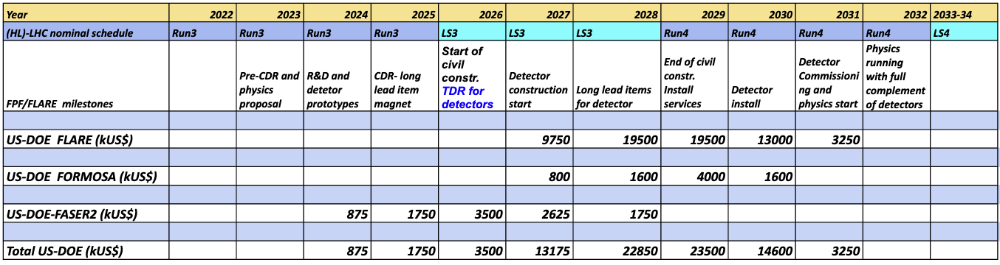 Year 2022 2023 2024 2025 2026 2027 2028 2029 2030 2031 2032 2033-34
(HL)-LHC nominal schedule Run3 Run3 Run3 Run3 LS3 LS3 LS3 Run4 Run4 Run4 Run4 LS4
FPF/FLARE milestones
Pre-CDR and
physics
proposal
R&D and
detetor
prototypes
CDR- long
lead item
magnet
Start of
civil
constr.
TDR for
detectors
Detector
construction
start
Long lead items
for detector
End of civil
constr.
Install
services
Detector
install
Detector
Commissioni
ng and
physics start
Physics
running
with full
complement
of detectors
US-DOE FLARE (kUS$) 9750 19500 19500 13000 3250
US-DOE FORMOSA (kUS$) 800 1600 4000 1600
US-DOE-FASER2 (kUS$) 875 1750 3500 2625 1750
Total US-DOE (kUS$) 875 1750 3500 13175 22850 23500 14600 3250